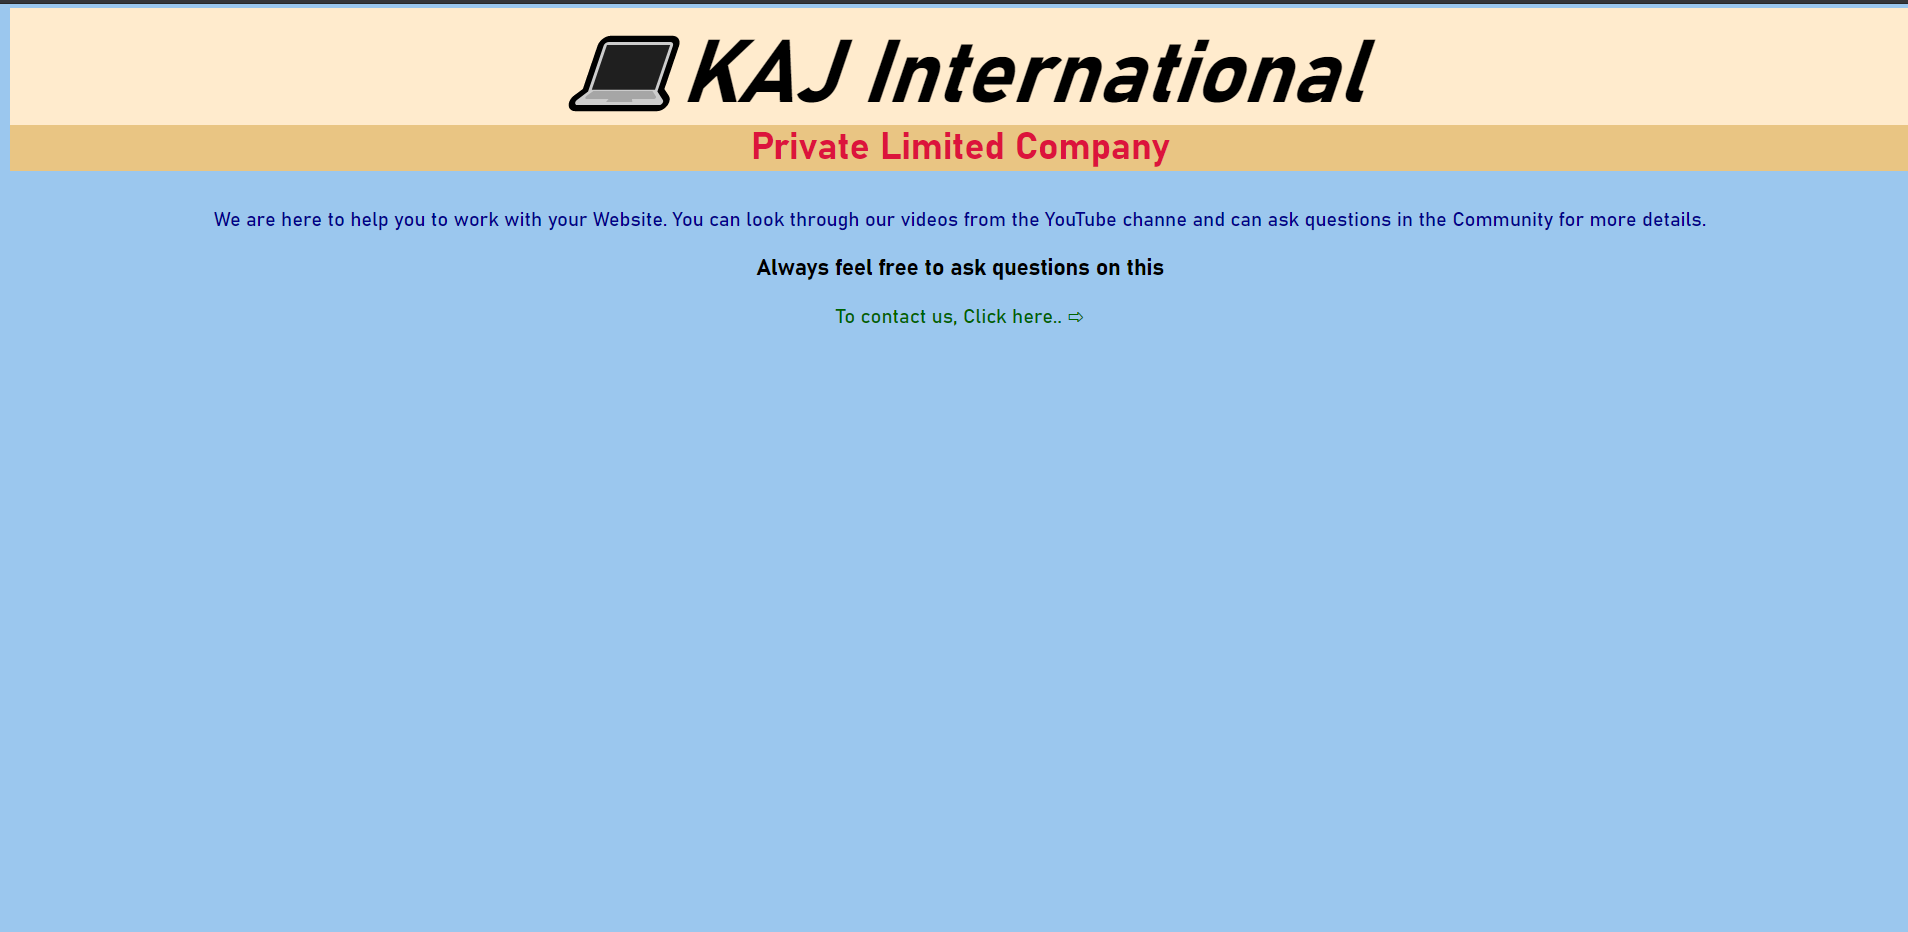 KAJ International
Private Limited Company
We are here to help you to work with your Website. You can look through our videos from the YouTube channe and can ask questions in the Community for more details.
Always feel free to ask questions on this
To contact us, Click here.. ⇨